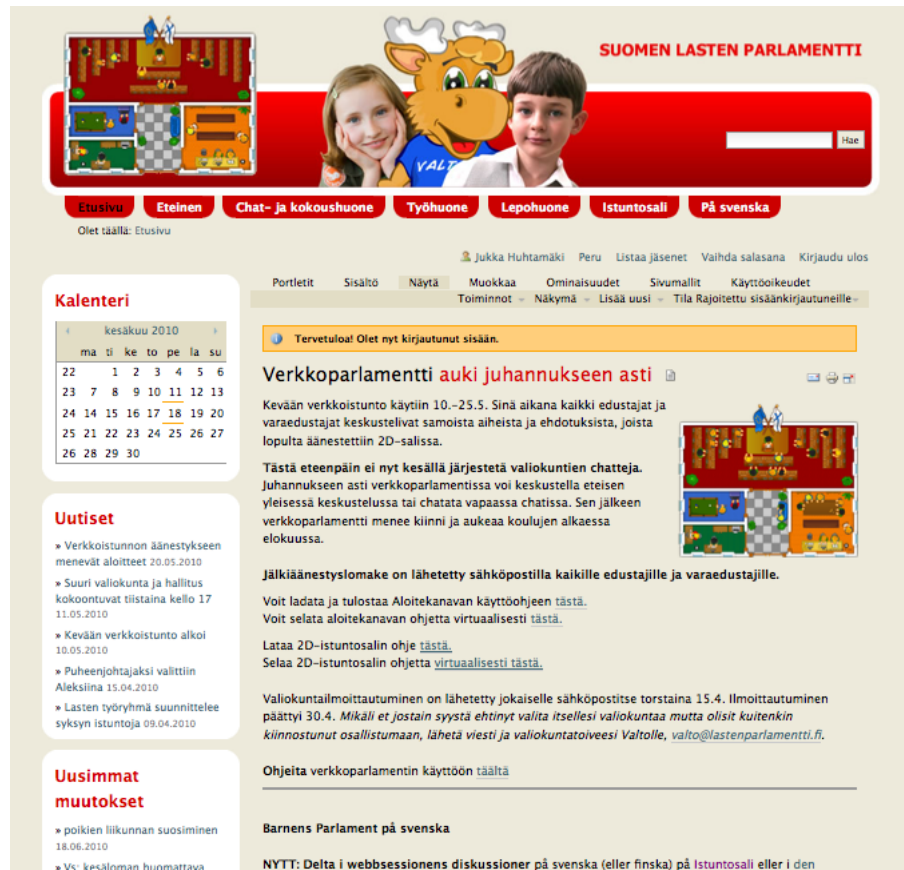 SUOMEN LASTEN PARLAMENTTI
VALT
Hae
Etusivu
Eteinen
Chat- ja kokoushuone
Työhuone
Lepohuone
Istuntosali
På svenska
Olet täällä: Etusivu
Jukka Huhtamäki Peru Listaa jäsenet Vaihda salasana Kirjaudu ulos
Kalenteri
kesäkuu 2010
ma ti ke to pe la su
22 1 2 3 4 5 6
23 7 8 9 10 11 12 13
24 14 15 16 17 18 19 20
25 21 22 23 24 25 26 27
26 28 29 30
Uutiset
» Verkkoistunnon äänestykseen
menevät aloitteet 20.05.2010
» Suuri valiokunta ja hallitus
kokoontuvat tiistaina kello 17
11.05.2010
» Kevään verkkoistunto alkoi
10.05.2010
» Puheenjohtajaksi valittiin
Aleksiina 15.04.2010
» Lasten työryhmä suunnittelee
syksyn istuntoja 09.04.2010
Uusimmat
muutokset
» poikien liikunnan suosiminen
18.06.2010
» Vs: kesäloman huomattava
Portletit Sisältö Näytä Muokkaa Ominaisuudet Sivumallit Käyttöoikeudet
Toiminnot Näkymä Lisää uusi Tila Rajoitettu sisäänkirjautuneille
Tervetuloa! Olet nyt kirjautunut sisään.
Verkkoparlamentti auki juhannukseen asti
Kevään verkkoistunto käytiin 10.-25.5. Sinä aikana kaikki edustajat ja
varaedustajat keskustelivat samoista aiheista ja ehdotuksista, joista
lopulta äänestettiin 2D-salissa.
Tästä eteenpäin ei nyt kesällä järjestetä valiokuntien chatteja.
Juhannukseen asti verkkoparlamentissa voi keskustella eteisen
yleisessä keskustelussa tai chatata vapaassa chatissa. Sen jälkeen
verkkoparlamentti menee kiinni ja aukeaa koulujen alkaessa
elokuussa.
Jälkiäänestyslomake on lähetetty sähköpostilla kaikille edustajille ja varaedustajille.
Voit ladata ja tulostaa Aloitekanavan käyttöohjeen tästä.
Voit selata aloitekanavan ohjetta virtuaalisesti tästä.
Lataa 2D-istuntosalin ohje tästä.
Selaa 2D-istuntosalin ohjetta virtuaalisesti tästä.
Valiokuntailmoittautuminen on lähetetty jokaiselle sähköpostitse torstaina 15.4. Ilmoittautuminen
päättyi 30.4. Mikäli et jostain syystä ehtinyt valita itsellesi valiokuntaa mutta olisit kuitenkin
kiinnostunut osallistumaan, lähetä viesti ja valiokuntatoiveesi Valtolle, valto@lastenparlamentti.fi.
Ohjeita verkkoparlamentin käyttöön täältä
Barnens Parlament på svenska
NYTT: Delta i webbsessionens diskussioner på svenska (eller finska) på Istuntosali eller i den